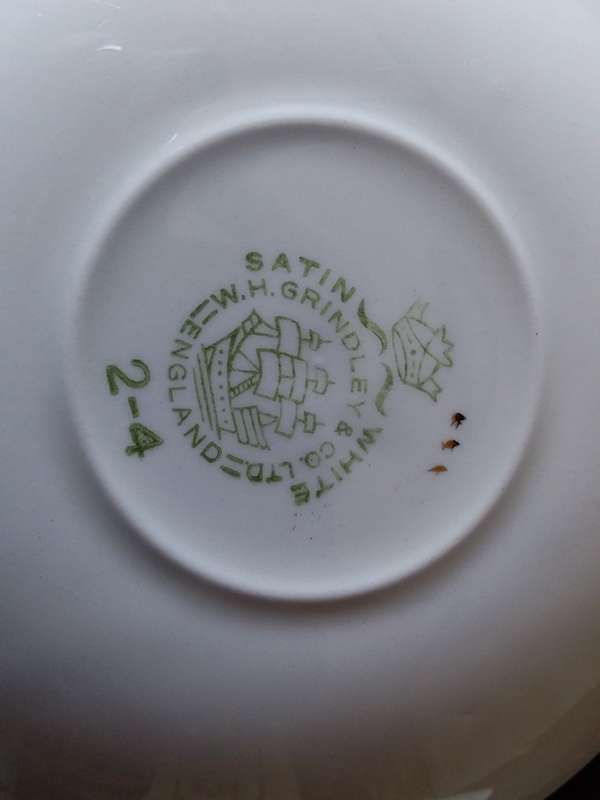 SATIN WHITE
W.H. GRINDLEY & CO. LTD.
ENGLAND
2-4